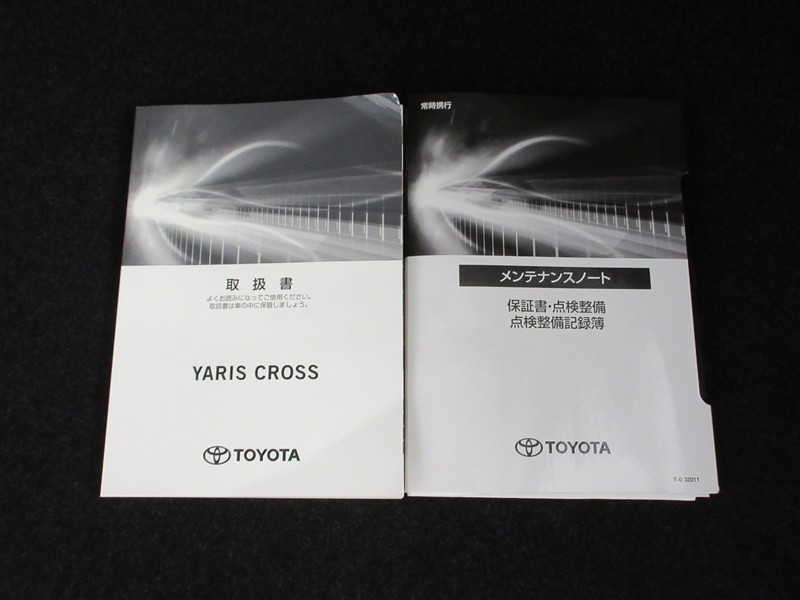 取扱書
よくお読みになってご使用ください。
取扱書は車の中に保管しましょう。
YARIS CROSS
TOYOTA
常時携行
メンテナンスノート
保証書・点検整備
点検整備記録簿
TOYOTA
T-0 32011